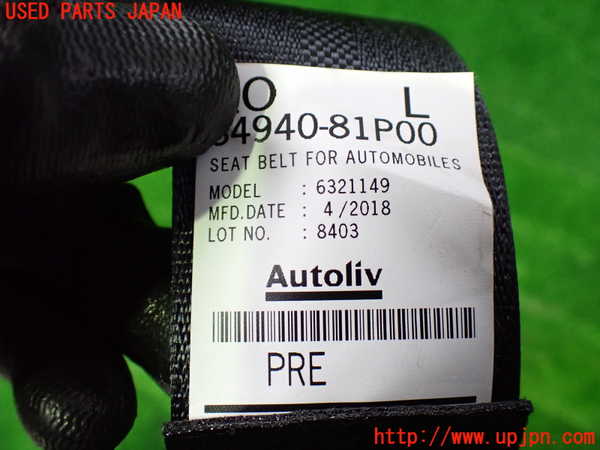 USED PARTS JAPAN
L
4940-81P00
SEAT BELT FOR AUTOMOBILES
MODEL : 6321149
MFD.DATE : 4/2018
LOT NO. : 8403
Autoliv
PRE
http://www.upjpn.com/